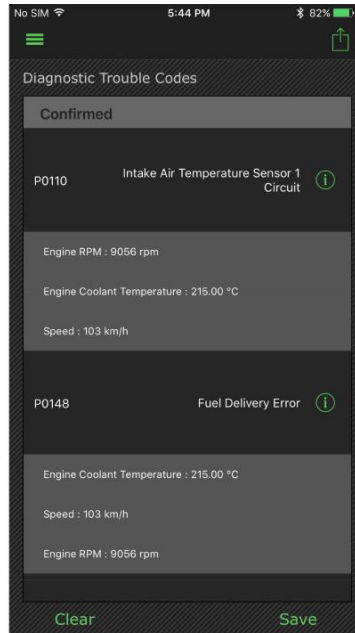 No SIM 5:44 PM 82%
Diagnostic Trouble Codes
Confirmed
P0110 Intake Air Temperature Sensor 1
Circuit
Engine RPM : 9056 rpm
Engine Coolant Temperature : 215.00 °C
Speed : 103 km/h
P0148 Fuel Delivery Error
Engine Coolant Temperature : 215.00 °C
Speed : 103 km/h
Engine RPM : 9056 rpm
Clear Save